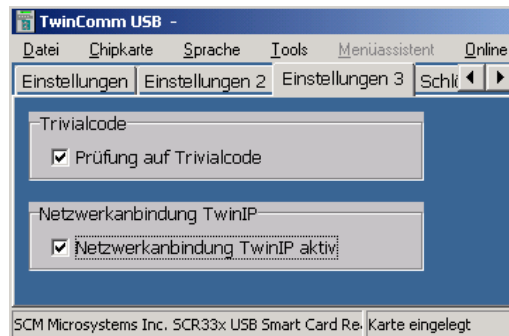 TwinComm USB -
Datei Chipkarte Sprache Tools Menüassistent Online
Einstellungen Einstellungen 2 Einstellungen 3
Trivialcode
Prüfung auf Trivialcode
Netzwerkanbindung TwinIP
Netzwerkanbindung TwinIP aktiv
SCM Microsystems Inc. SCR33x USB Smart Card Re Karte eingelegt